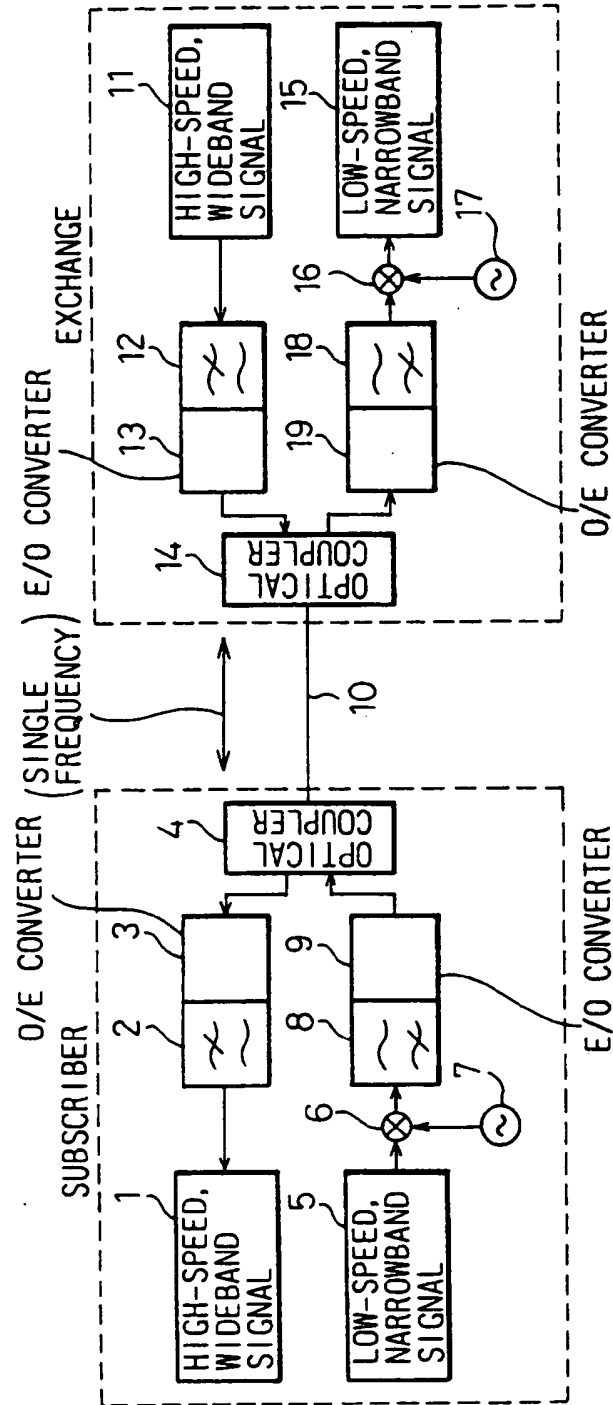 SUBSCRIBER
O/E CONVERTER
(SINGLE
FREQUENCY)
E/O CONVERTER
EXCHANGE
1
HIGH-SPEED,
WIDEBAND
SIGNAL
2
3
4
OPTICAL
COUPLER
5
LOW-SPEED,
NARROWBAND
SIGNAL
6
7
8
9
E/O CONVERTER
10
14
OPTICAL
COUPLER
13
12
11
HIGH-SPEED,
WIDEBAND
SIGNAL
19
18
16
17
15
LOW-SPEED,
NARROWBAND
SIGNAL
O/E CONVERTER